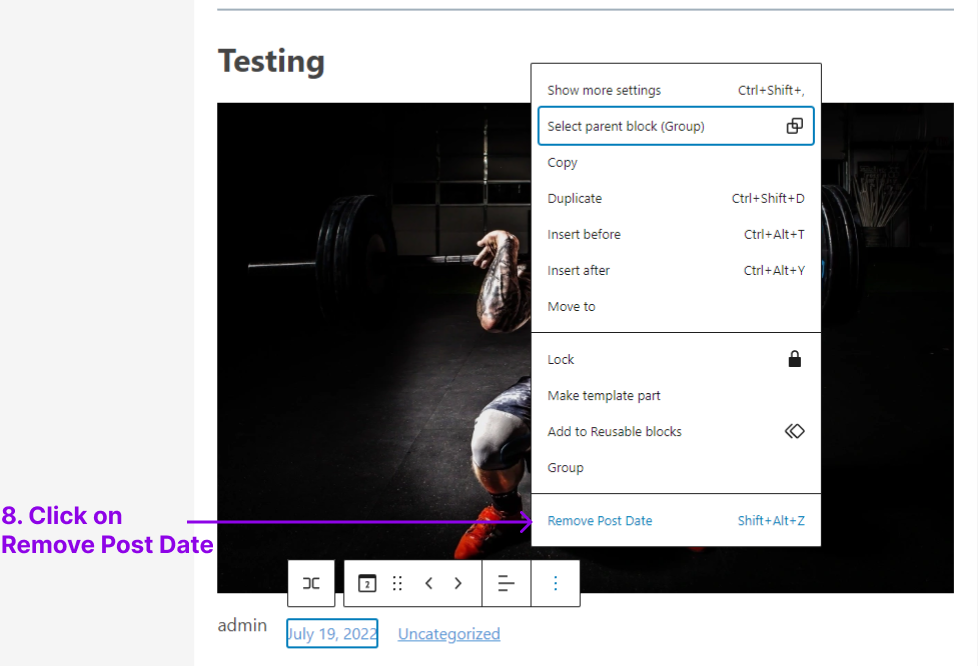 Testing
Show more settings Ctrl+Shift+,
Select parent block (Group)
Copy
Duplicate Ctrl+Shift+D
Insert before Ctrl+Alt+T
Insert after Ctrl+Alt+Y
Move to
Lock
Make template part
Add to Reusable blocks
Group
8. Click on
Remove Post Date
Remove Post Date Shift+Alt+Z
2
admin July 19, 2022 Uncategorized